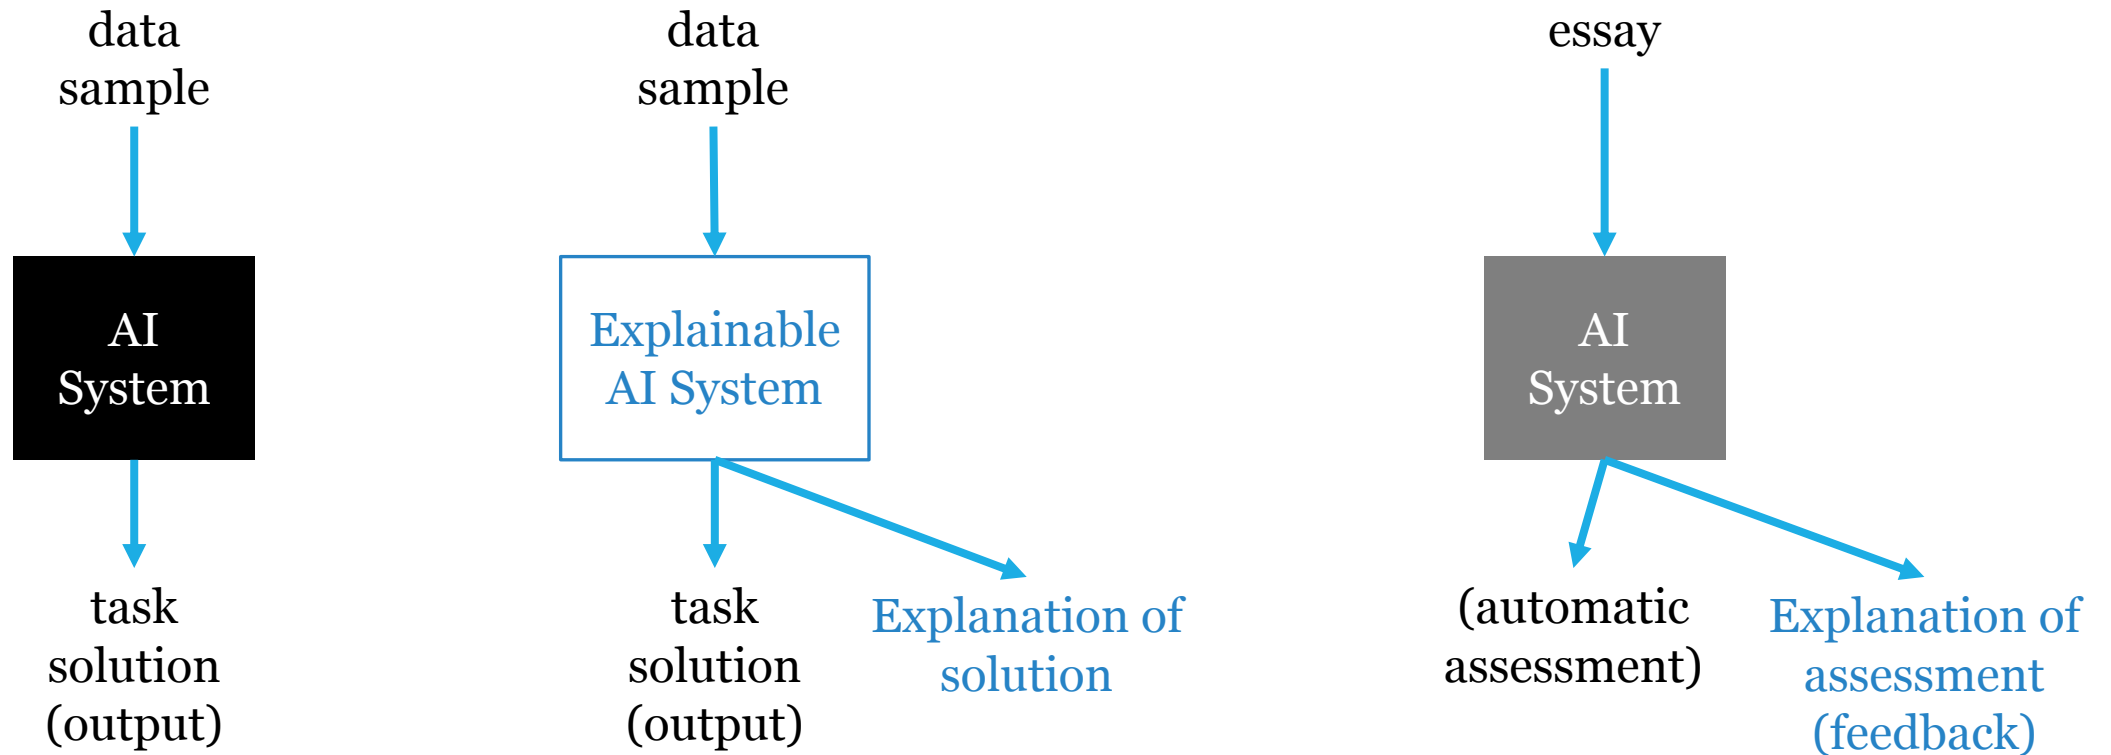 data
sample
AI
System
task
solution
(output)
data
sample
Explainable
AI System
task
solution
(output)
Explanation of
solution
essay
AI
System
(automatic
assessment)
Explanation of
assessment
(feedback)